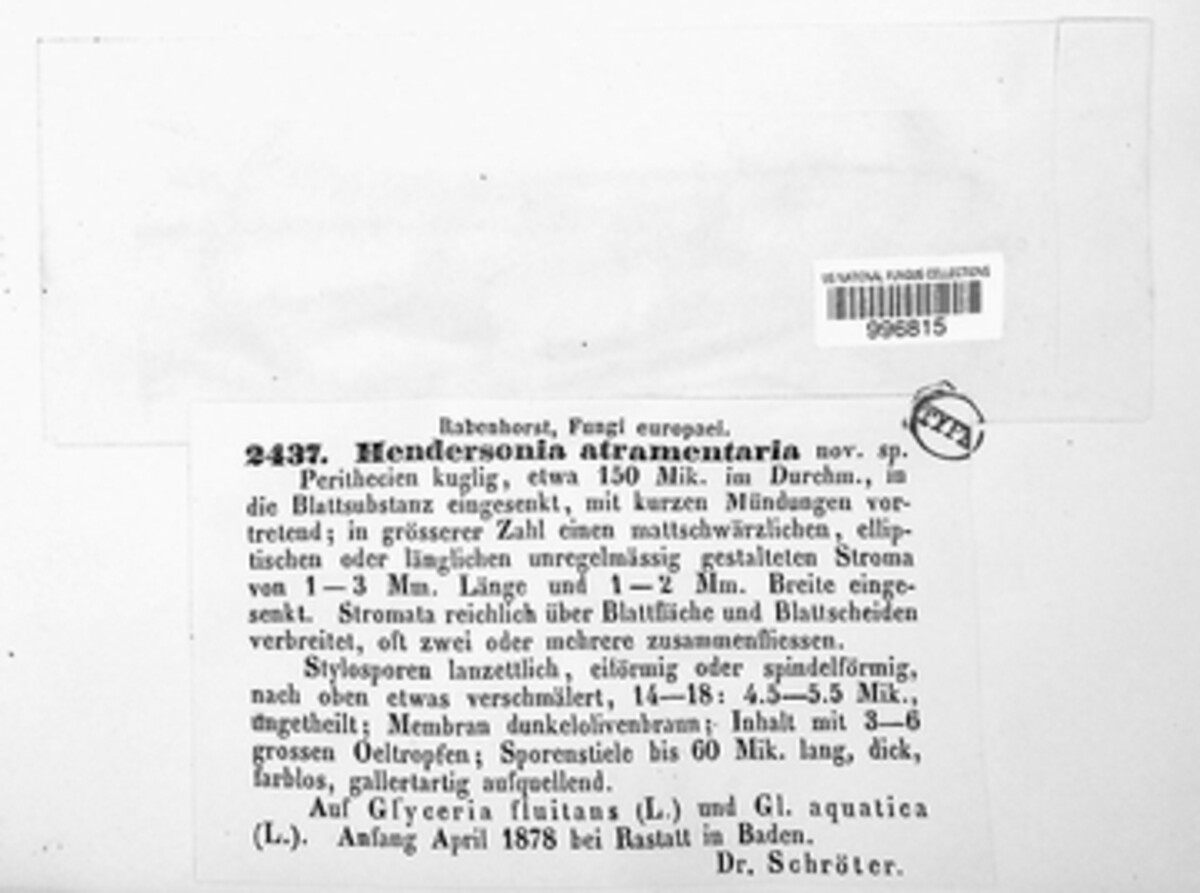 US NATIONAL FUNGUS COLLECTIONS
996815
TYPE
Rabenhorst, Fungi europaei.
2437. Hendersonia atramentaria nov. sp.
Perithecien kuglig, etwa 150 Mik. im Durchm., in
die Blattsubstanz eingesenkt, mit kurzen Mündungen vor-
tretend; in grösserer Zahl einen mattschwärzlichen, ellip-
tischen oder länglichen unregelmässig gestalteten Stroma
von 1—3 Mm. Länge und 1—2 Mm. Breite einge-
senkt. Stromata reichlich über Blattfläche und Blattscheiden
verbreitet, oft zwei oder mehrere zusammenfliessen.
Stylosporen lanzettlich, eiförmig oder spindelförmig,
nach oben etwas verschmälert, 14—18: 4.5—5.5 Mik.,
ungetheilt; Membran dunkelolivenbraun; Inhalt mit 3—6
grossen Oeltropfen; Sporenstiele bis 60 Mik. lang, dick,
farblos, gallertartig aufquellend.
Auf Glyceria fluitans (L.) und Gl. aquatica
(L.). Anfang April 1878 bei Rastatt in Baden.
Dr. Schröter.